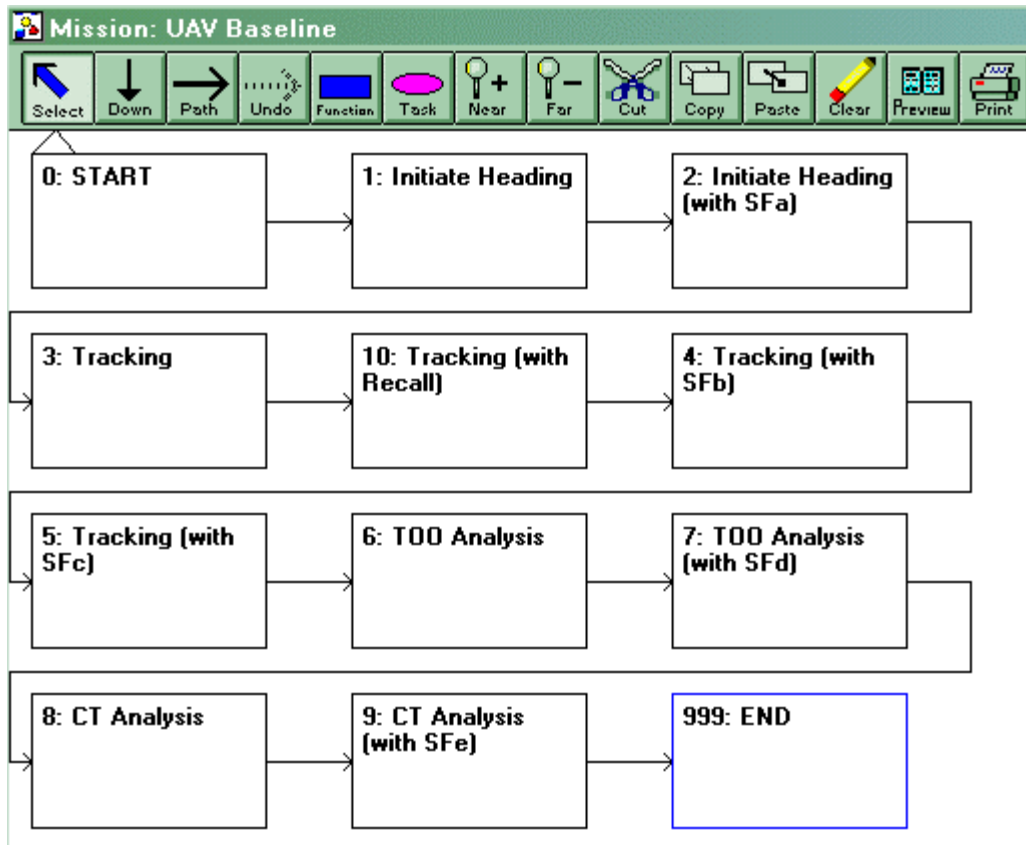 Mission: UAV Baseline
Select Down Path Undo Function Task Near Far Cut Copy Paste Clear Preview Print
0: START
1: Initiate Heading
2: Initiate Heading
(with SFa)
3: Tracking
10: Tracking (with
Recall)
4: Tracking (with
SFb)
5: Tracking (with
SFc)
6: TOO Analysis
7: TOO Analysis
(with SFd)
8: CT Analysis
9: CT Analysis
(with SFe)
999: END